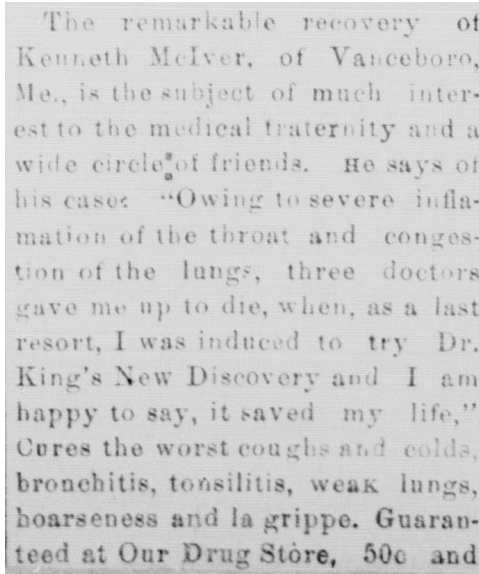 The remarkable recovery of
Kenneth McIver, of Vanceboro,
Me., is the subject of much inter-
est to the medical fraternity and a
wide circle of friends. He says of
his case: "Owing to severe infla-
mation of the throat and conges-
tion of the lungs, three doctors
gave me up to die, when, as a last
resort, I was induced to try Dr.
King's New Discovery and I am
happy to say, it saved my life,"
Cures the worst coughs and colds,
bronchitis, tonsilitis, weak lungs,
hoarseness and la grippe. Guaran-
teed at Our Drug Store, 50c and